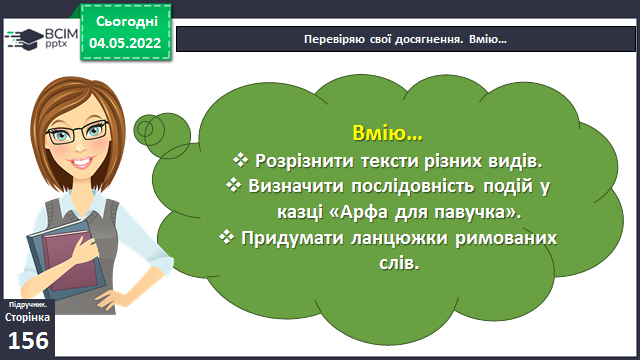 Сьогодні
04.05.2022
ВСІМ
pptx
Перевіряю свої досягнення. Вмію...
Вмію...
❖ Розрізнити тексти різних видів.
❖ Визначити послідовність подій у
казці «Арфа для павучка».
❖ Придумати ланцюжки римованих
слів.
Підручник.
Сторінка
156